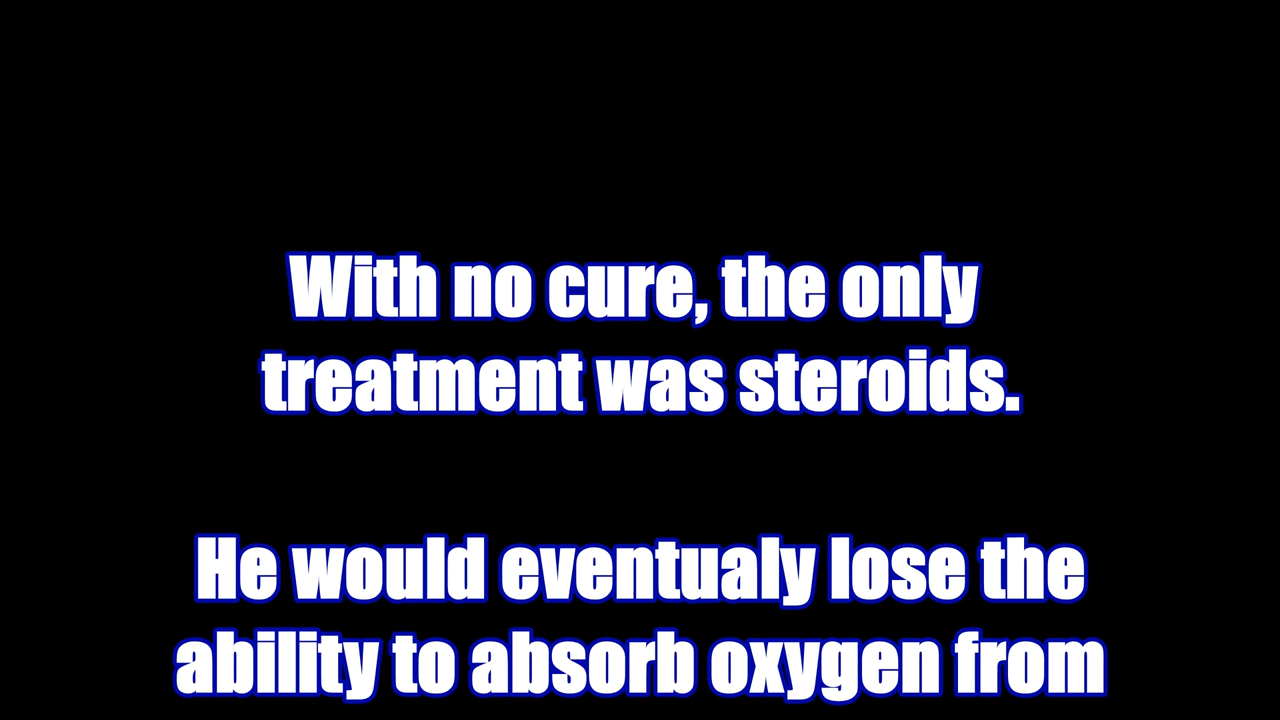 With no cure, the only
treatment was steroids.
He would eventualy lose the
ability to absorb oxygen from